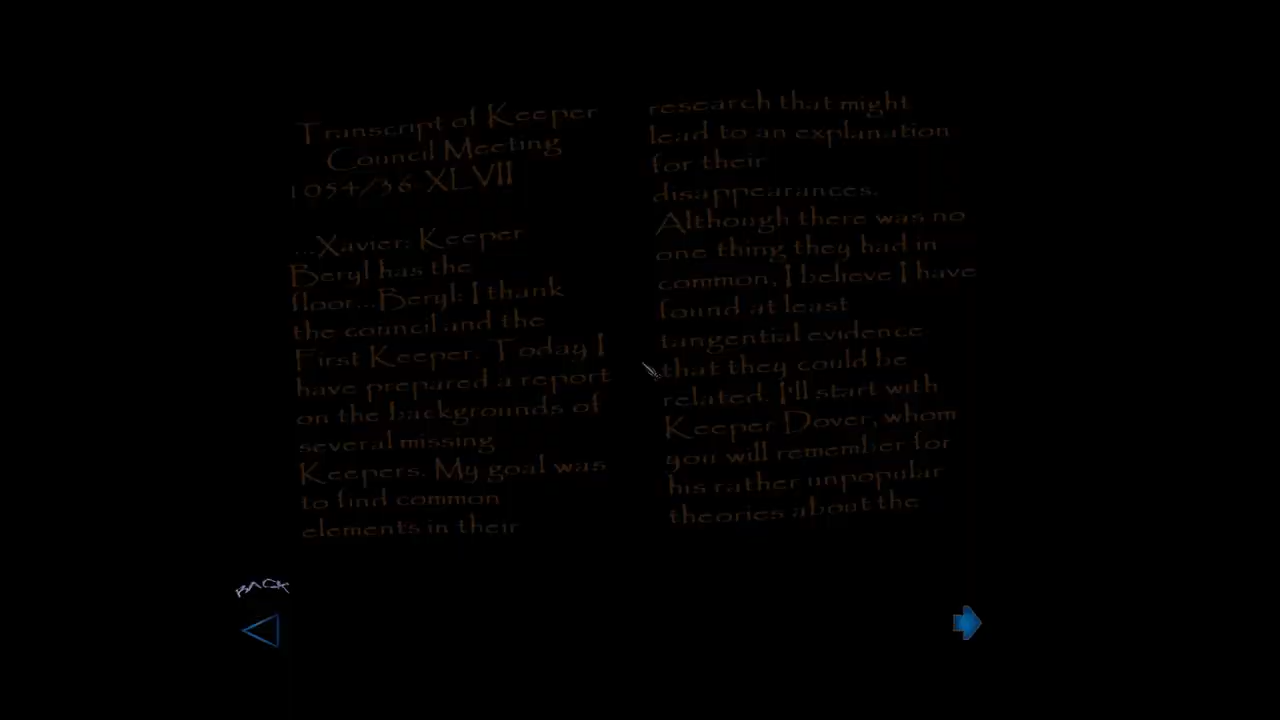 Transcript of Keeper
Council Meeting
1054/36 XLVII
...Xavier: Keeper
Beryl has the
floor...Beryl: I thank
the council and the
First Keeper. Today I
have prepared a report
on the backgrounds of
several missing
Keepers. My goal was
to find common
elements in their
research that might
lead to an explanation
for their
disappearances.
Although there was no
one thing they had in
common, I believe I have
found at least
tangential evidence
that they could be
related. I'll start with
Keeper Dover, whom
you will remember for
his rather unpopular
theories about the
BACK